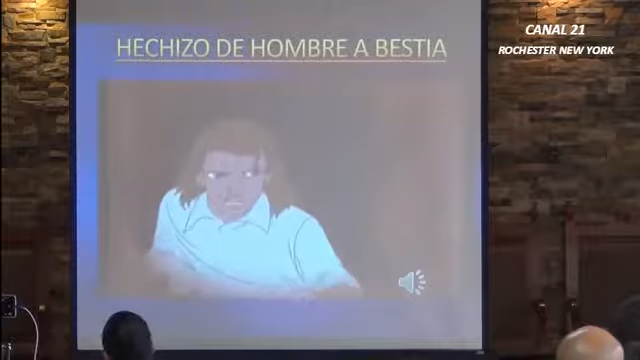 HECHIZO DE HOMBRE A BESTIA
CANAL 21
ROCHESTER NEW YORK